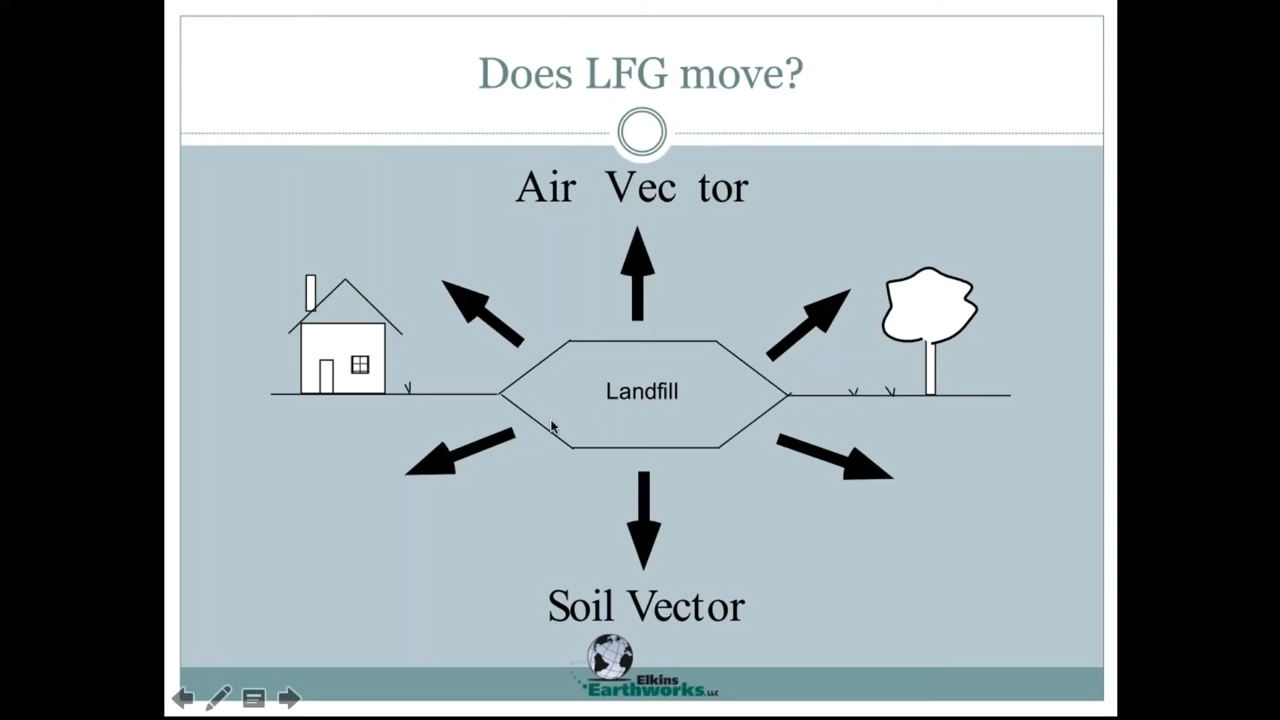 Does LFG move?
Air Vec tor
Landfill
Soil Vector
Elkins
Earthworks, LLC